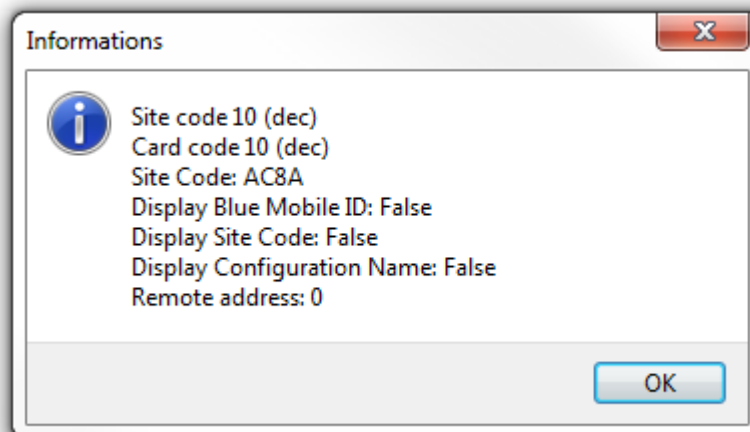 Informations
Site code 10 (dec)
Card code 10 (dec)
Site Code: AC8A
Display Blue Mobile ID: False
Display Site Code: False
Display Configuration Name: False
Remote address: 0
OK